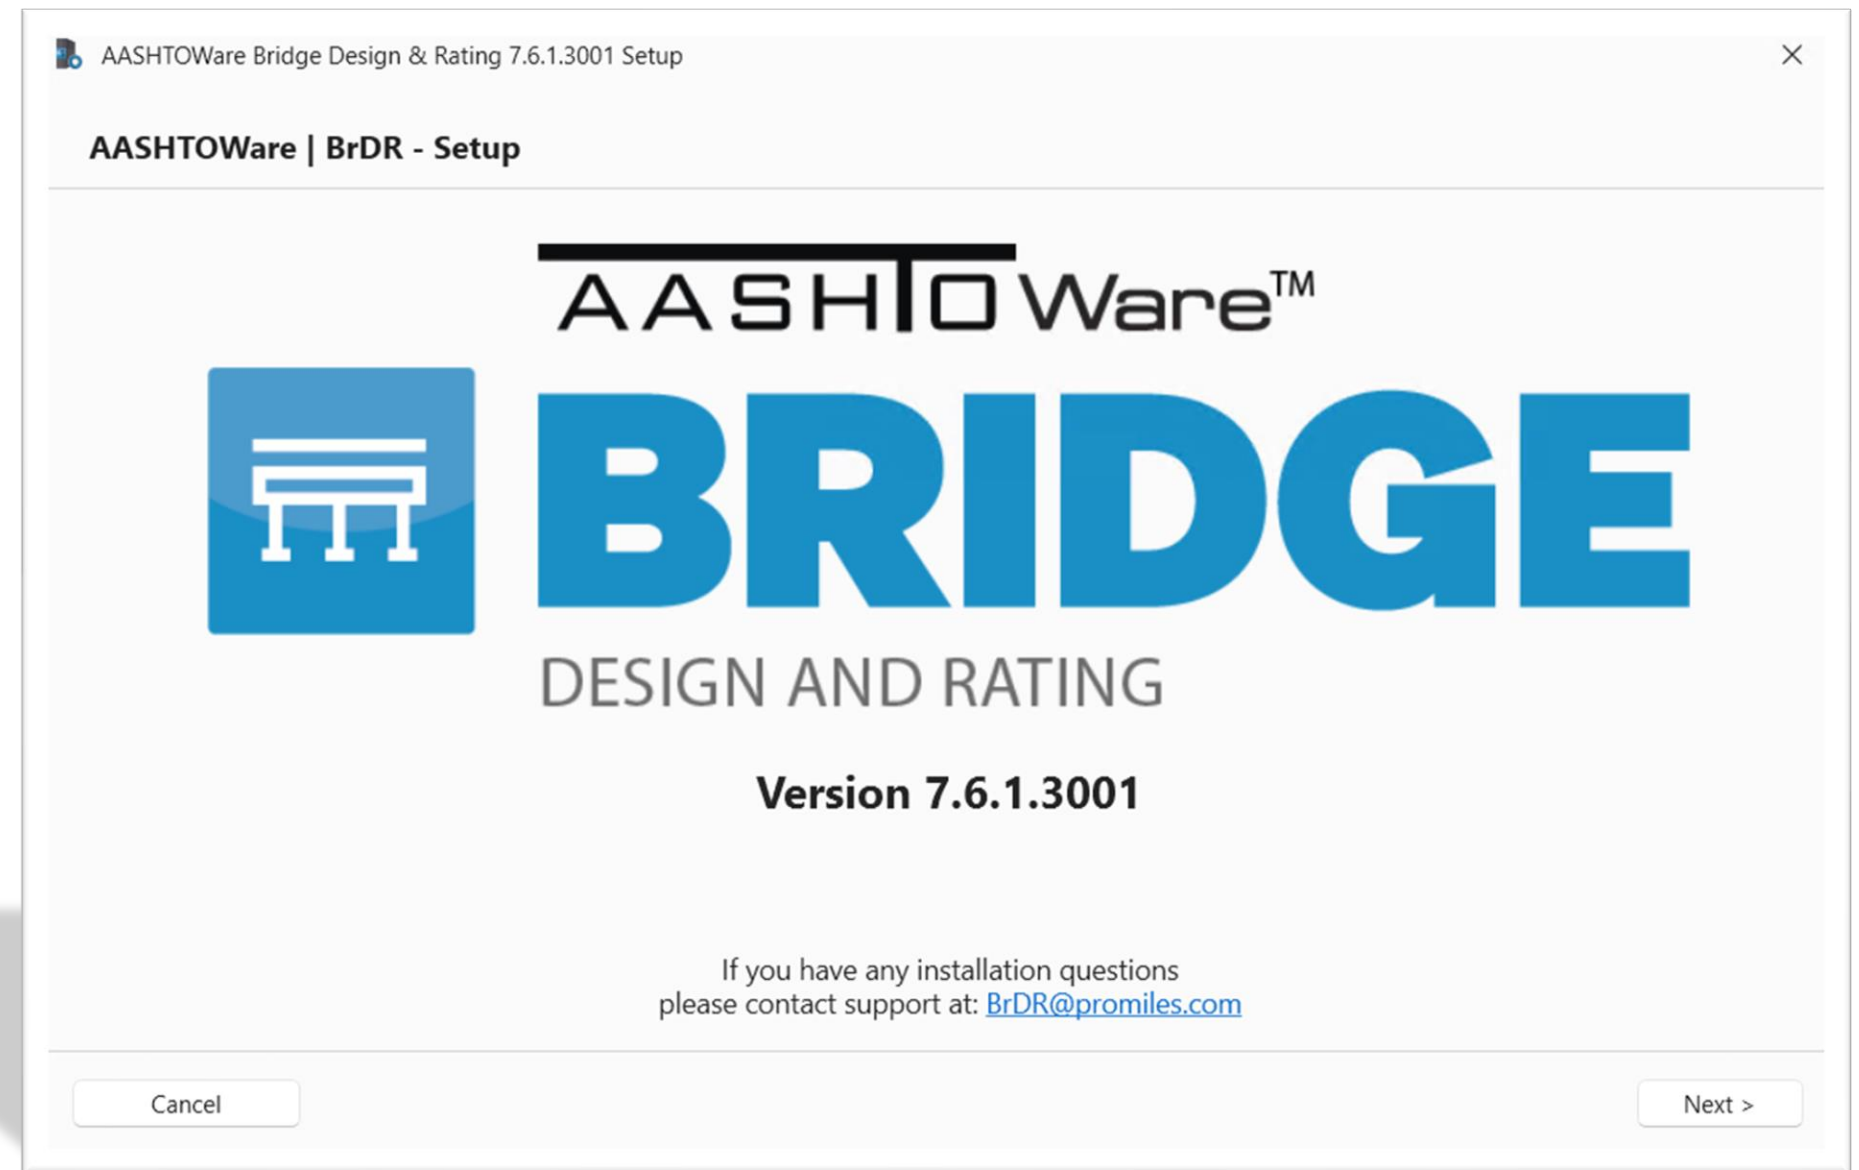 AASHTOWare Bridge Design & Rating 7.6.1.3001 Setup
AASHTOWare | BrDR - Setup
AASHTOWare™
BRIDGE
DESIGN AND RATING
Version 7.6.1.3001
If you have any installation questions
please contact support at: BrDR@promiles.com
Cancel
Next >